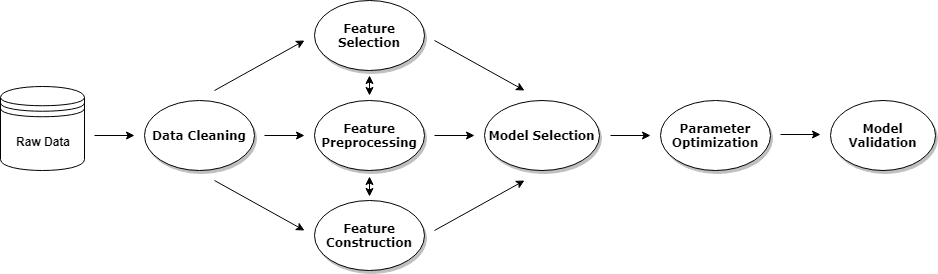 Feature
Selection
Raw Data
Data Cleaning
Feature
Preprocessing
Model Selection
Parameter
Optimization
Model
Validation
Feature
Construction